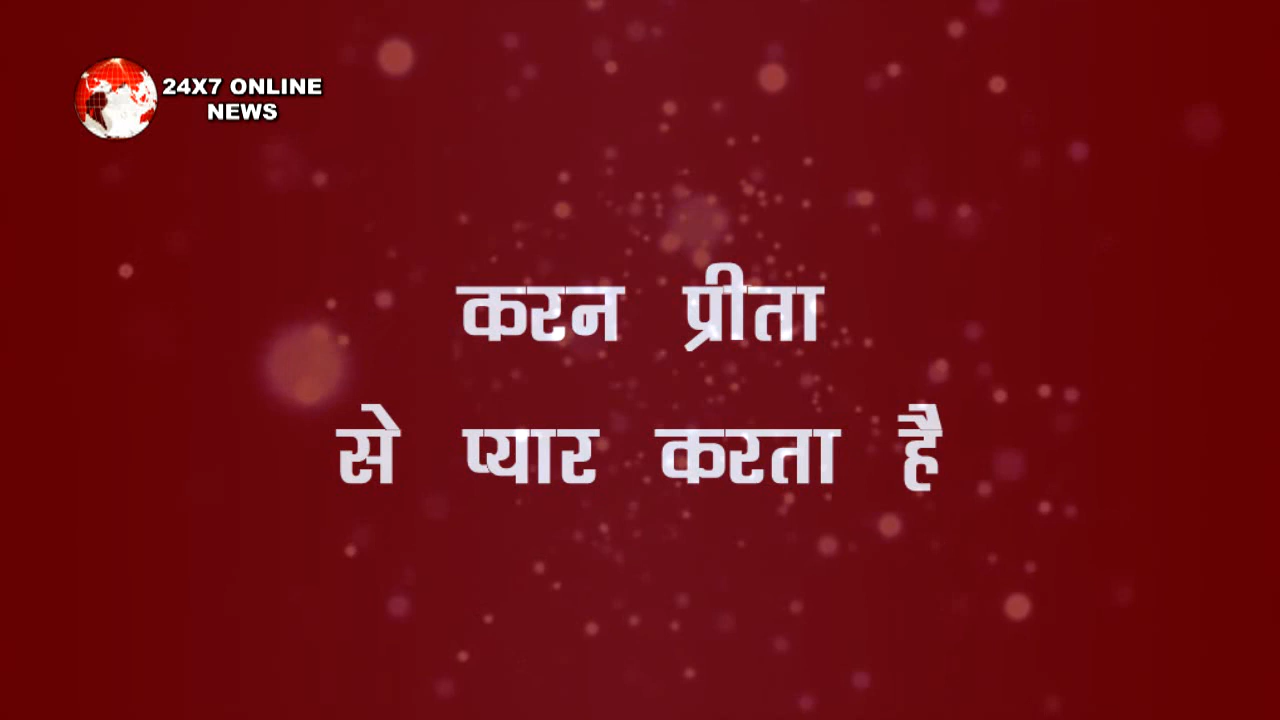 24X7 ONLINE
NEWS
करन प्रीता
से प्यार करता है